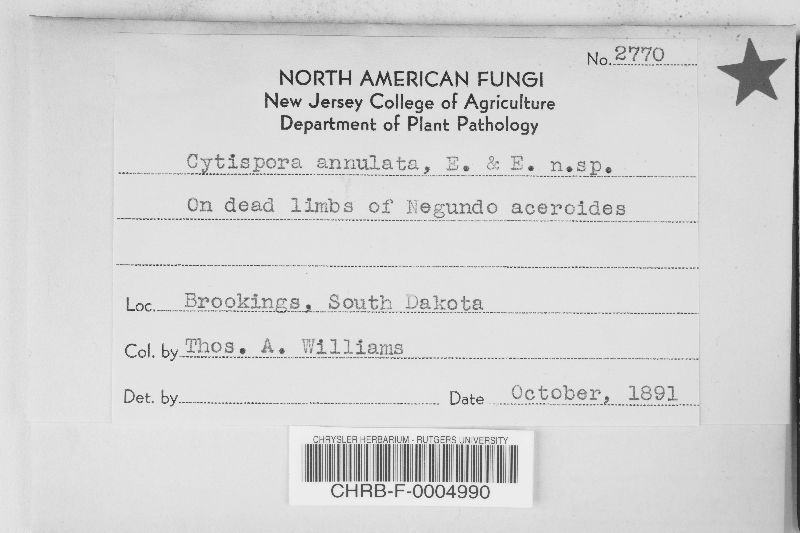 No. 2770
NORTH AMERICAN FUNGI
New Jersey College of Agriculture
Department of Plant Pathology
Cytispora annulata, E. & E. n.sp.
On dead limbs of Negundo aceroides
Loc. Brookings, South Dakota
Col. by Thos. A. Williams
Det. by
Date October, 1891
CHRYSLER HERBARIUM - RUTGERS UNIVERSITY
CHRB-F-0004990